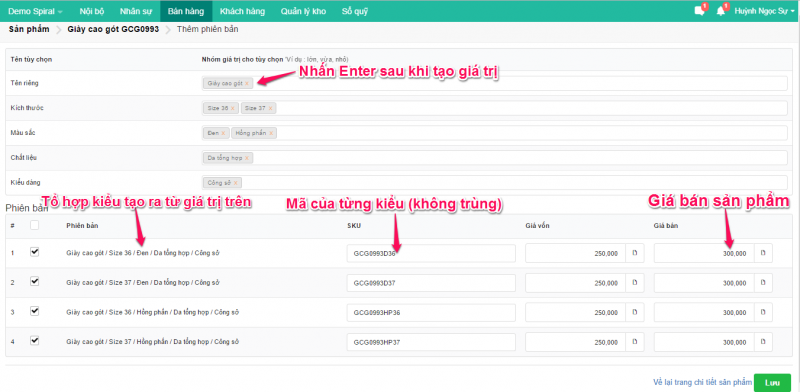 Demo Spiral Nội bộ Nhân sự Bán hàng Khách hàng Quản lý kho Sổ quỹ Huỳnh Ngọc Sự
Sản phẩm Giày cao gót GCG0993 Thêm phiên bản
Tên tùy chọn Nhóm giá trị cho tùy chọn (Ví dụ : lớn, vừa, nhỏ)
Nhấn Enter sau khi tạo giá trị
Tên riêng Giày cao gót x
Kích thước Size 36 x Size 37 x
Màu sắc Đen x Hồng phấn x
Chất liệu Da tổng hợp x
Kiểu dáng Công sở x
Tổ hợp kiểu tạo ra từ giá trị trên Mã của từng kiểu (không trùng) Giá bán sản phẩm
Phiên bản
# Phiên bản SKU Giá vốn Giá bán
1 Giày cao gót / Size 36 / Đen / Da tổng hợp / Công sở GCG0993D36 250,000 300,000
2 Giày cao gót / Size 37 / Đen / Da tổng hợp / Công sở GCG0993D37 250,000 300,000
3 Giày cao gót / Size 36 / Hồng phấn / Da tổng hợp / Công sở GCG0993HP36 250,000 300,000
4 Giày cao gót / Size 37 / Hồng phấn / Da tổng hợp / Công sở GCG0993HP37 250,000 300,000
Về lại trang chi tiết sản phẩm Lưu